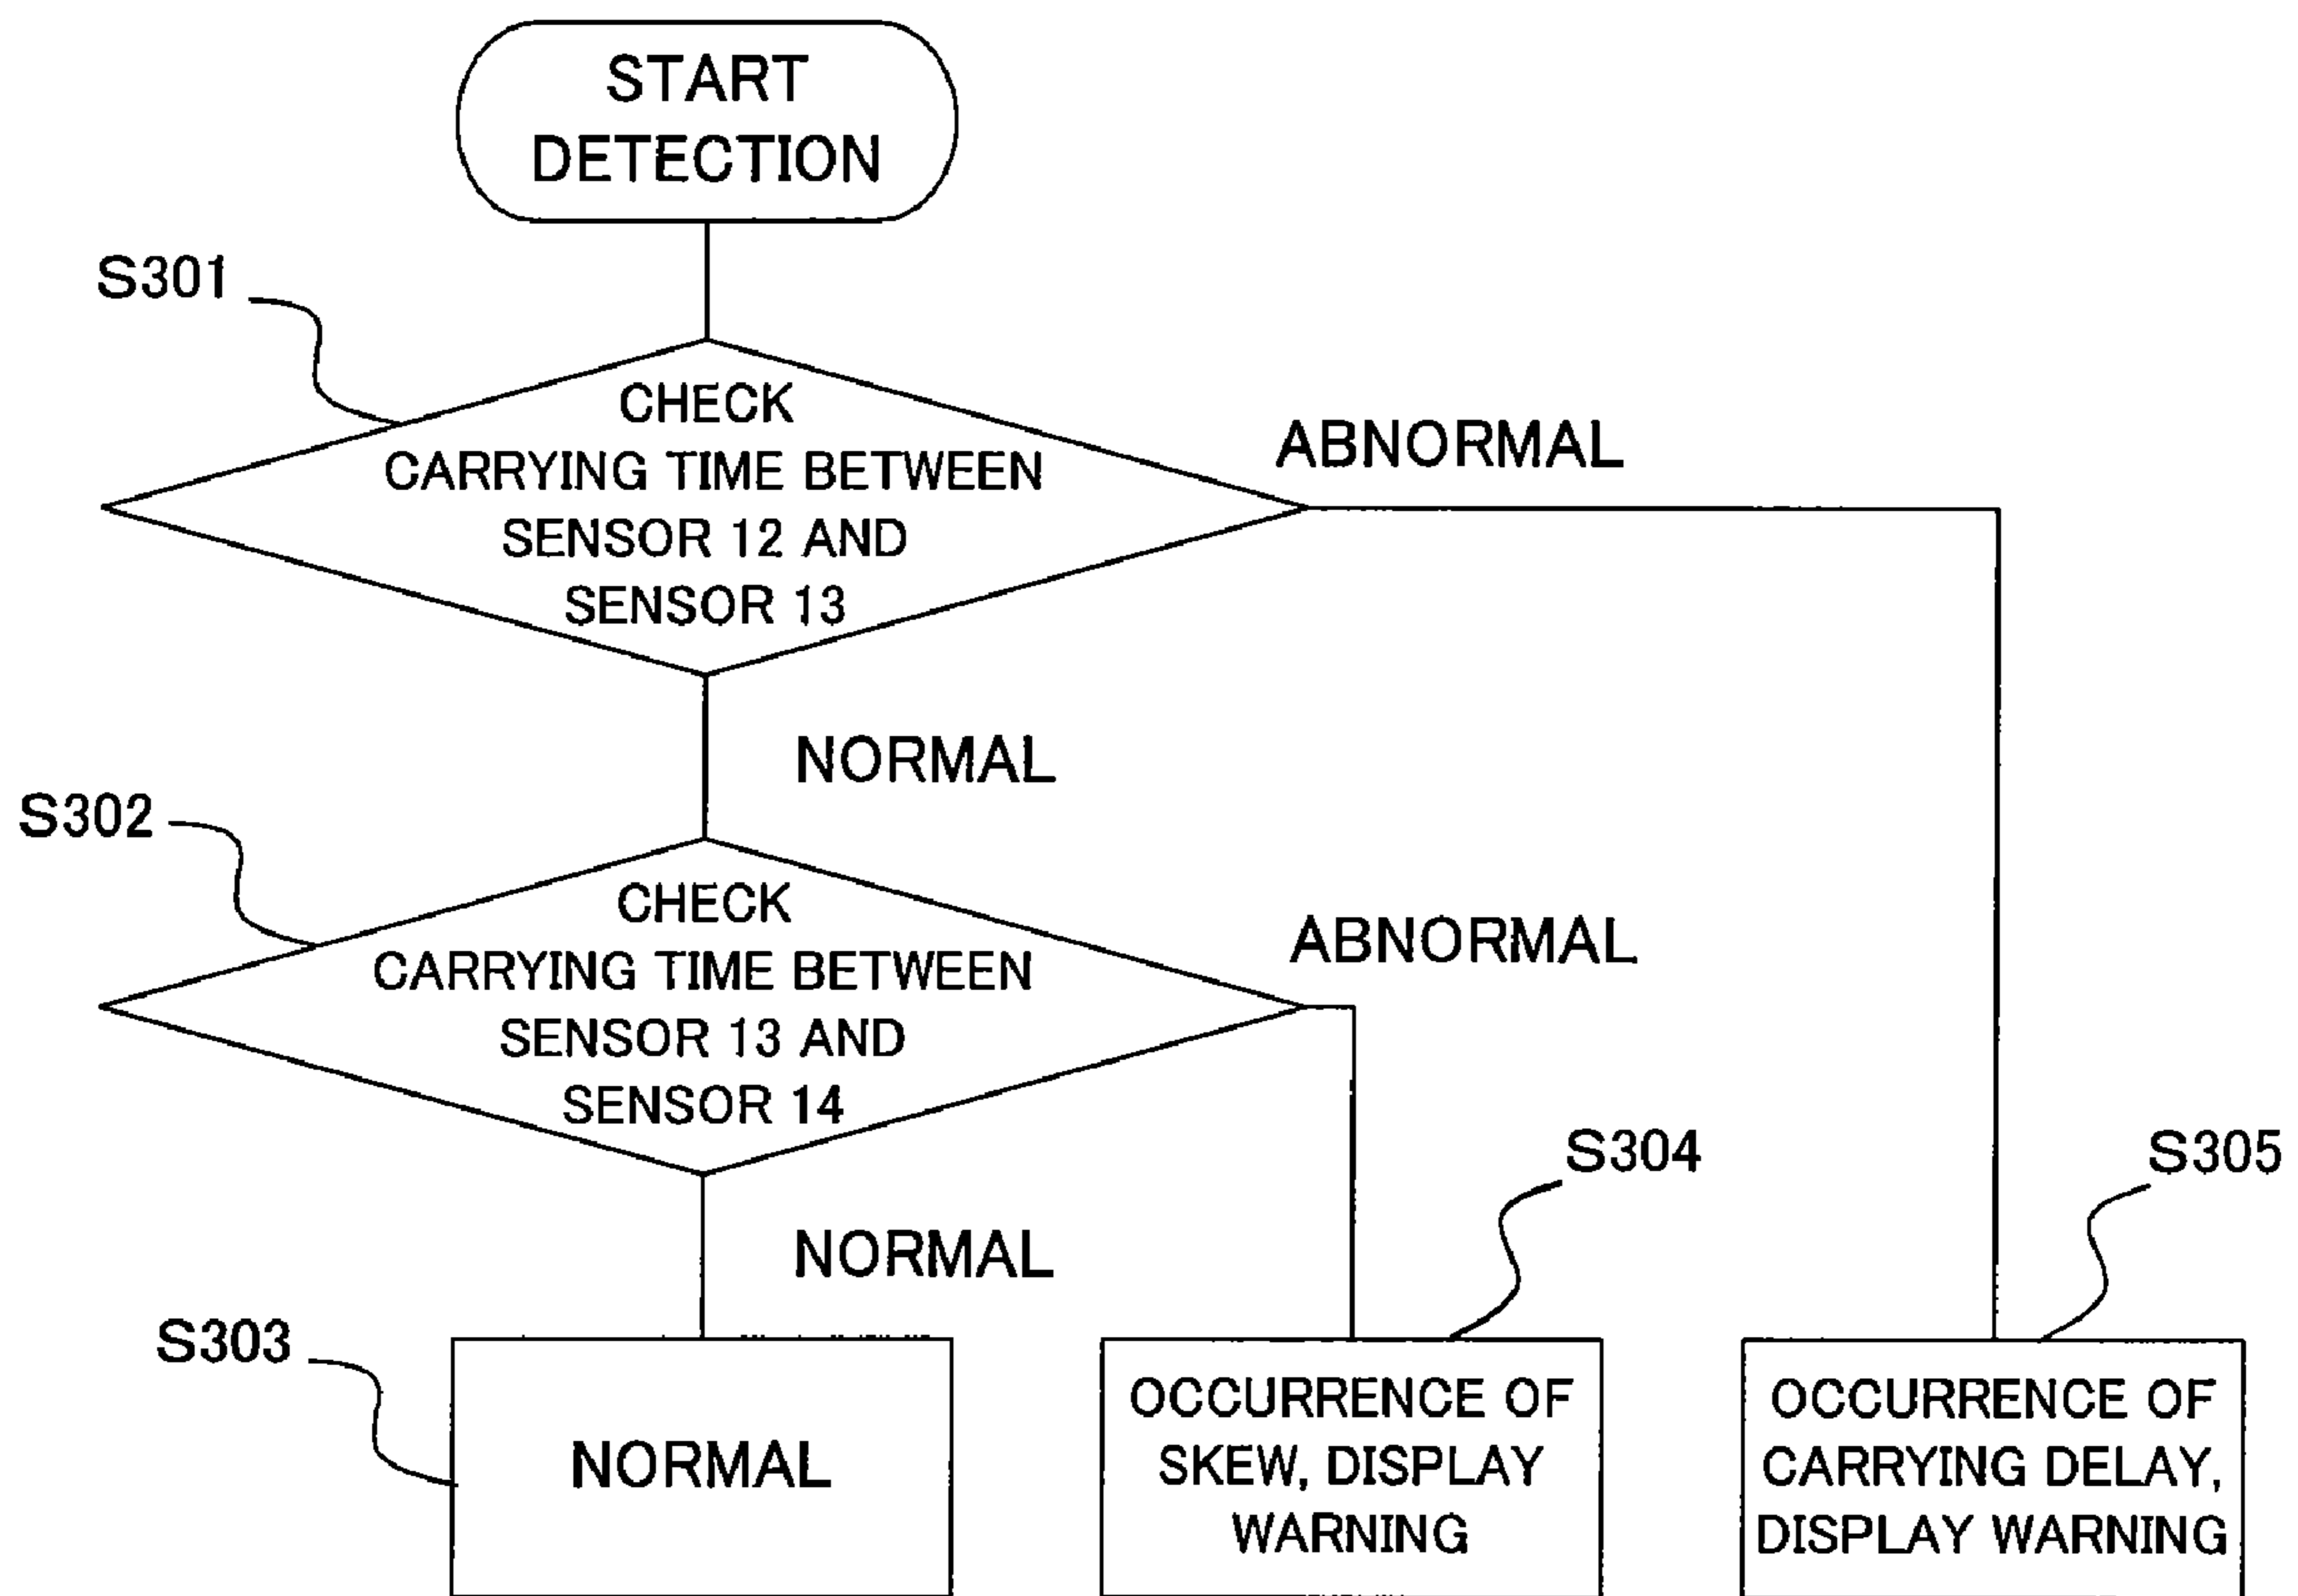 START
DETECTION
S301
CHECK
CARRYING TIME BETWEEN
SENSOR 12 AND
SENSOR 13
ABNORMAL
NORMAL
S302
CHECK
CARRYING TIME BETWEEN
SENSOR 13 AND
SENSOR 14
ABNORMAL
NORMAL
S303
NORMAL
S304
OCCURRENCE OF
SKEW, DISPLAY
WARNING
S305
OCCURRENCE OF
CARRYING DELAY,
DISPLAY WARNING